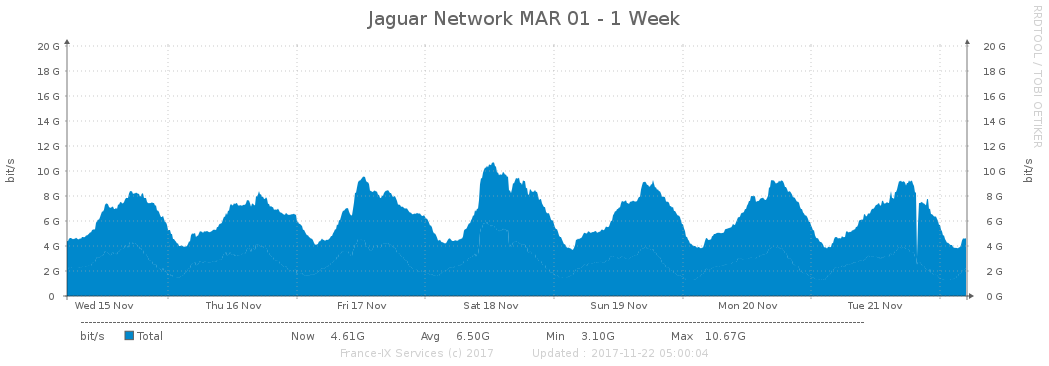 Jaguar Network MAR 01 - 1 Week
RRDTOOL / TOBI OETIKER
20 G 20 G
18 G 18 G
16 G 16 G
14 G 14 G
12 G 12 G
10 G 10 G
8 G 8 G
6 G 6 G
4 G 4 G
2 G 2 G
0 0 G
bit/s bit/s
Wed 15 Nov Thu 16 Nov Fri 17 Nov Sat 18 Nov Sun 19 Nov Mon 20 Nov Tue 21 Nov
bit/s Total Now 4.61G Avg 6.50G Min 3.10G Max 10.67G
France-IX Services (c) 2017 Updated : 2017-11-22 05:00:04